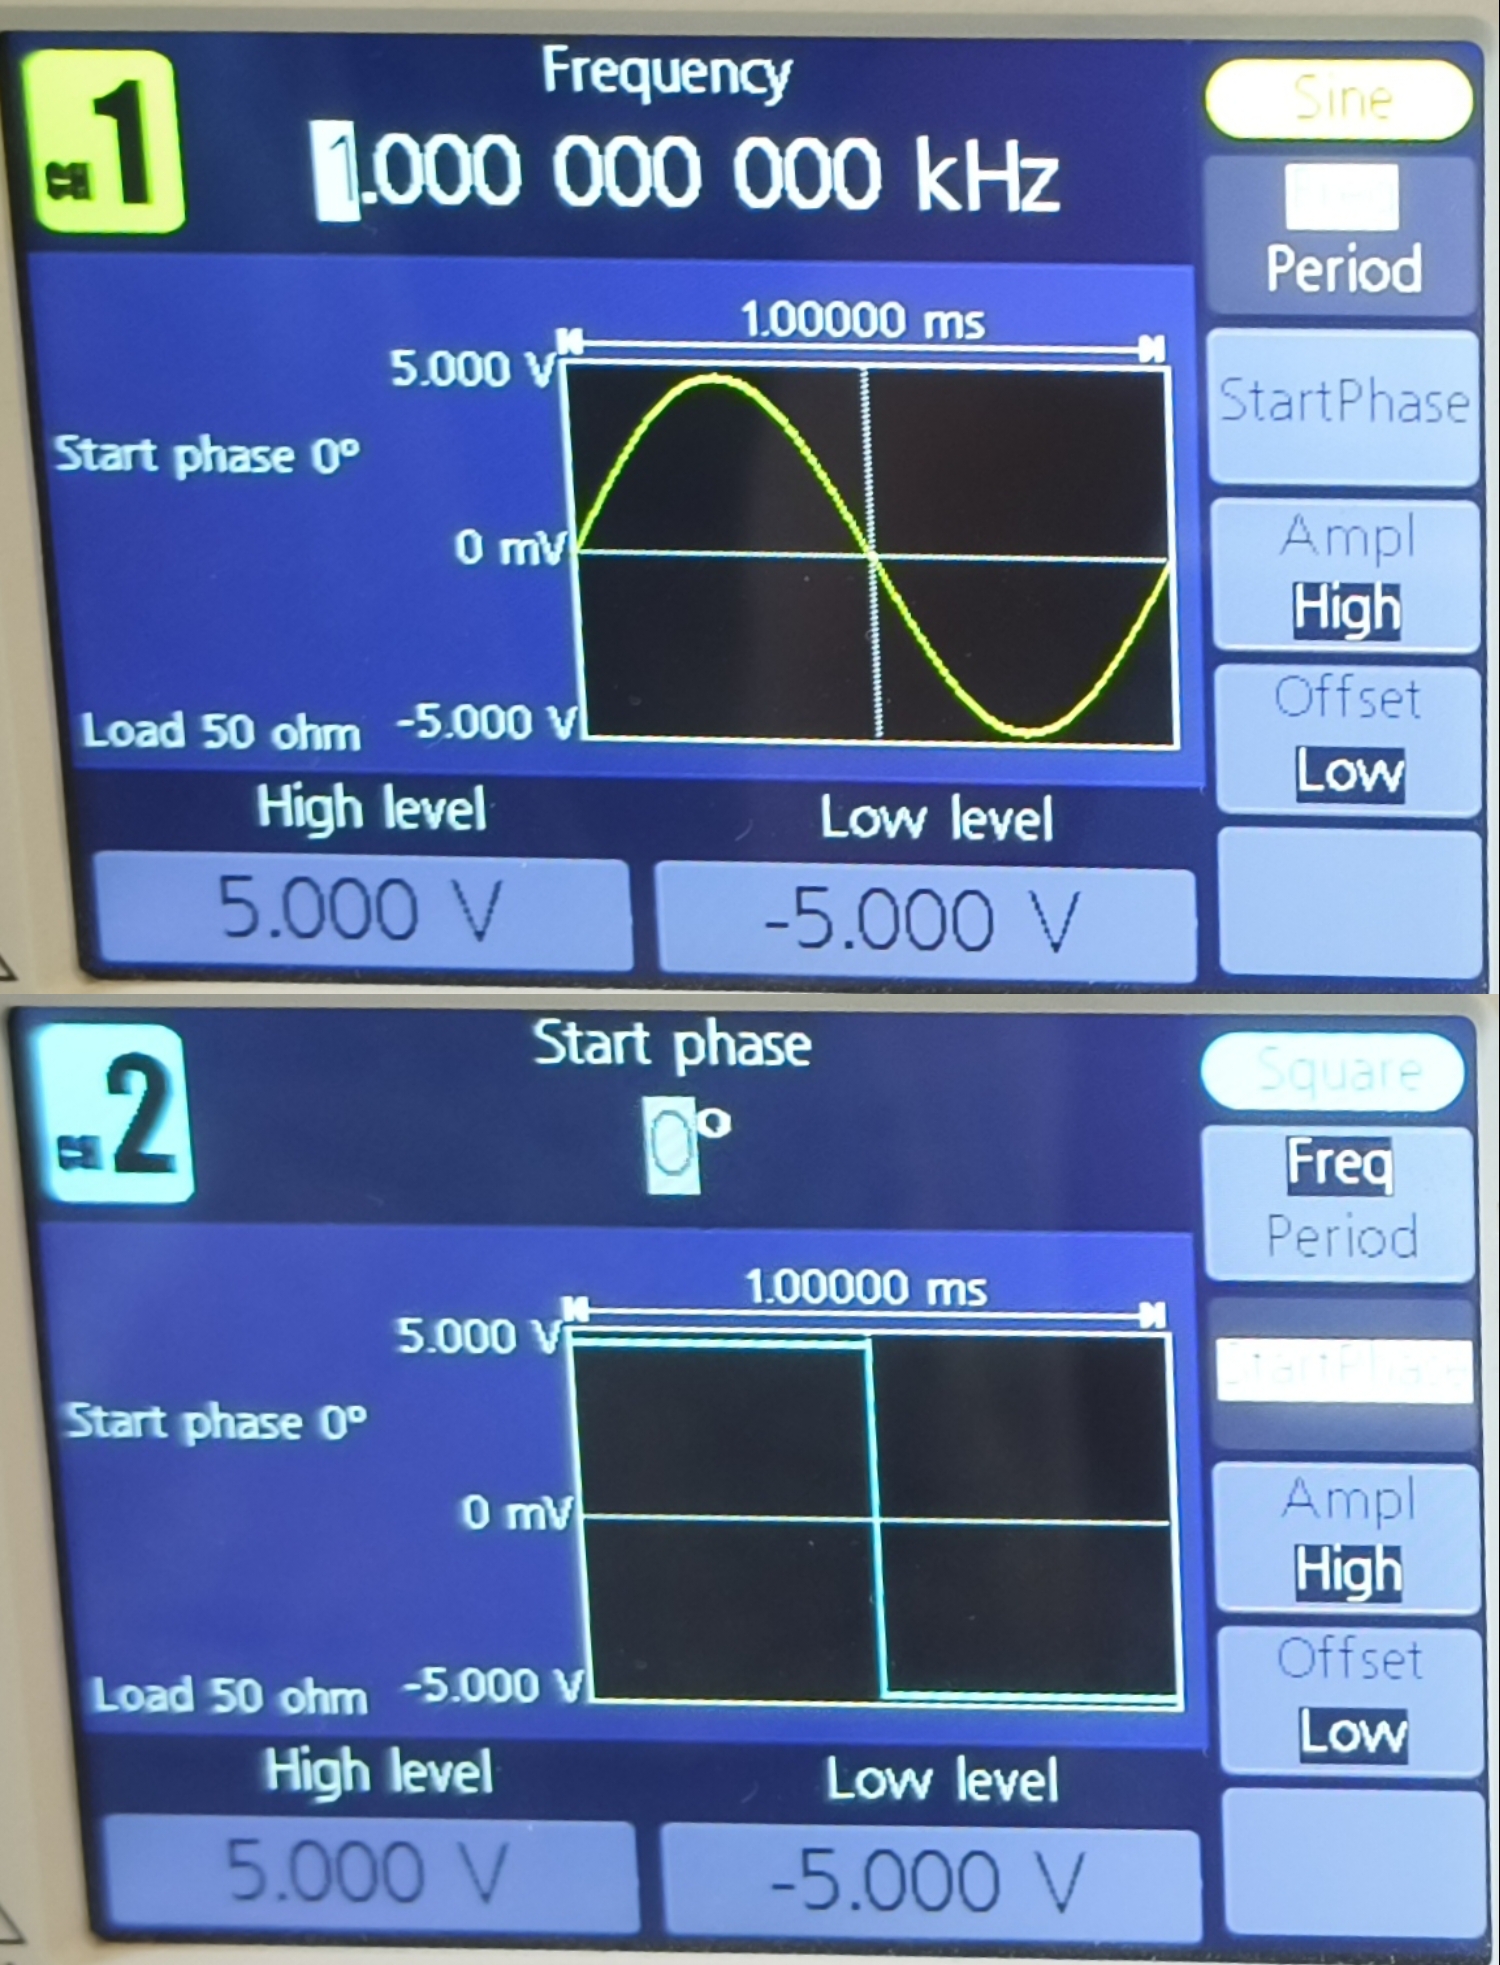 CH 1
Frequency
1.000 000 000 kHz
Sine
Freq
Period
1.00000 ms
5.000 V
StartPhase
Start phase 0°
0 mV
Ampl
High
Offset
Low
Load 50 ohm
-5.000 V
High level
Low level
5.000 V
-5.000 V
CH 2
Start phase
0°
Square
Freq
Period
1.00000 ms
5.000 V
StartPhase
Start phase 0°
0 mV
Ampl
High
Offset
Low
Load 50 ohm
-5.000 V
High level
Low level
5.000 V
-5.000 V